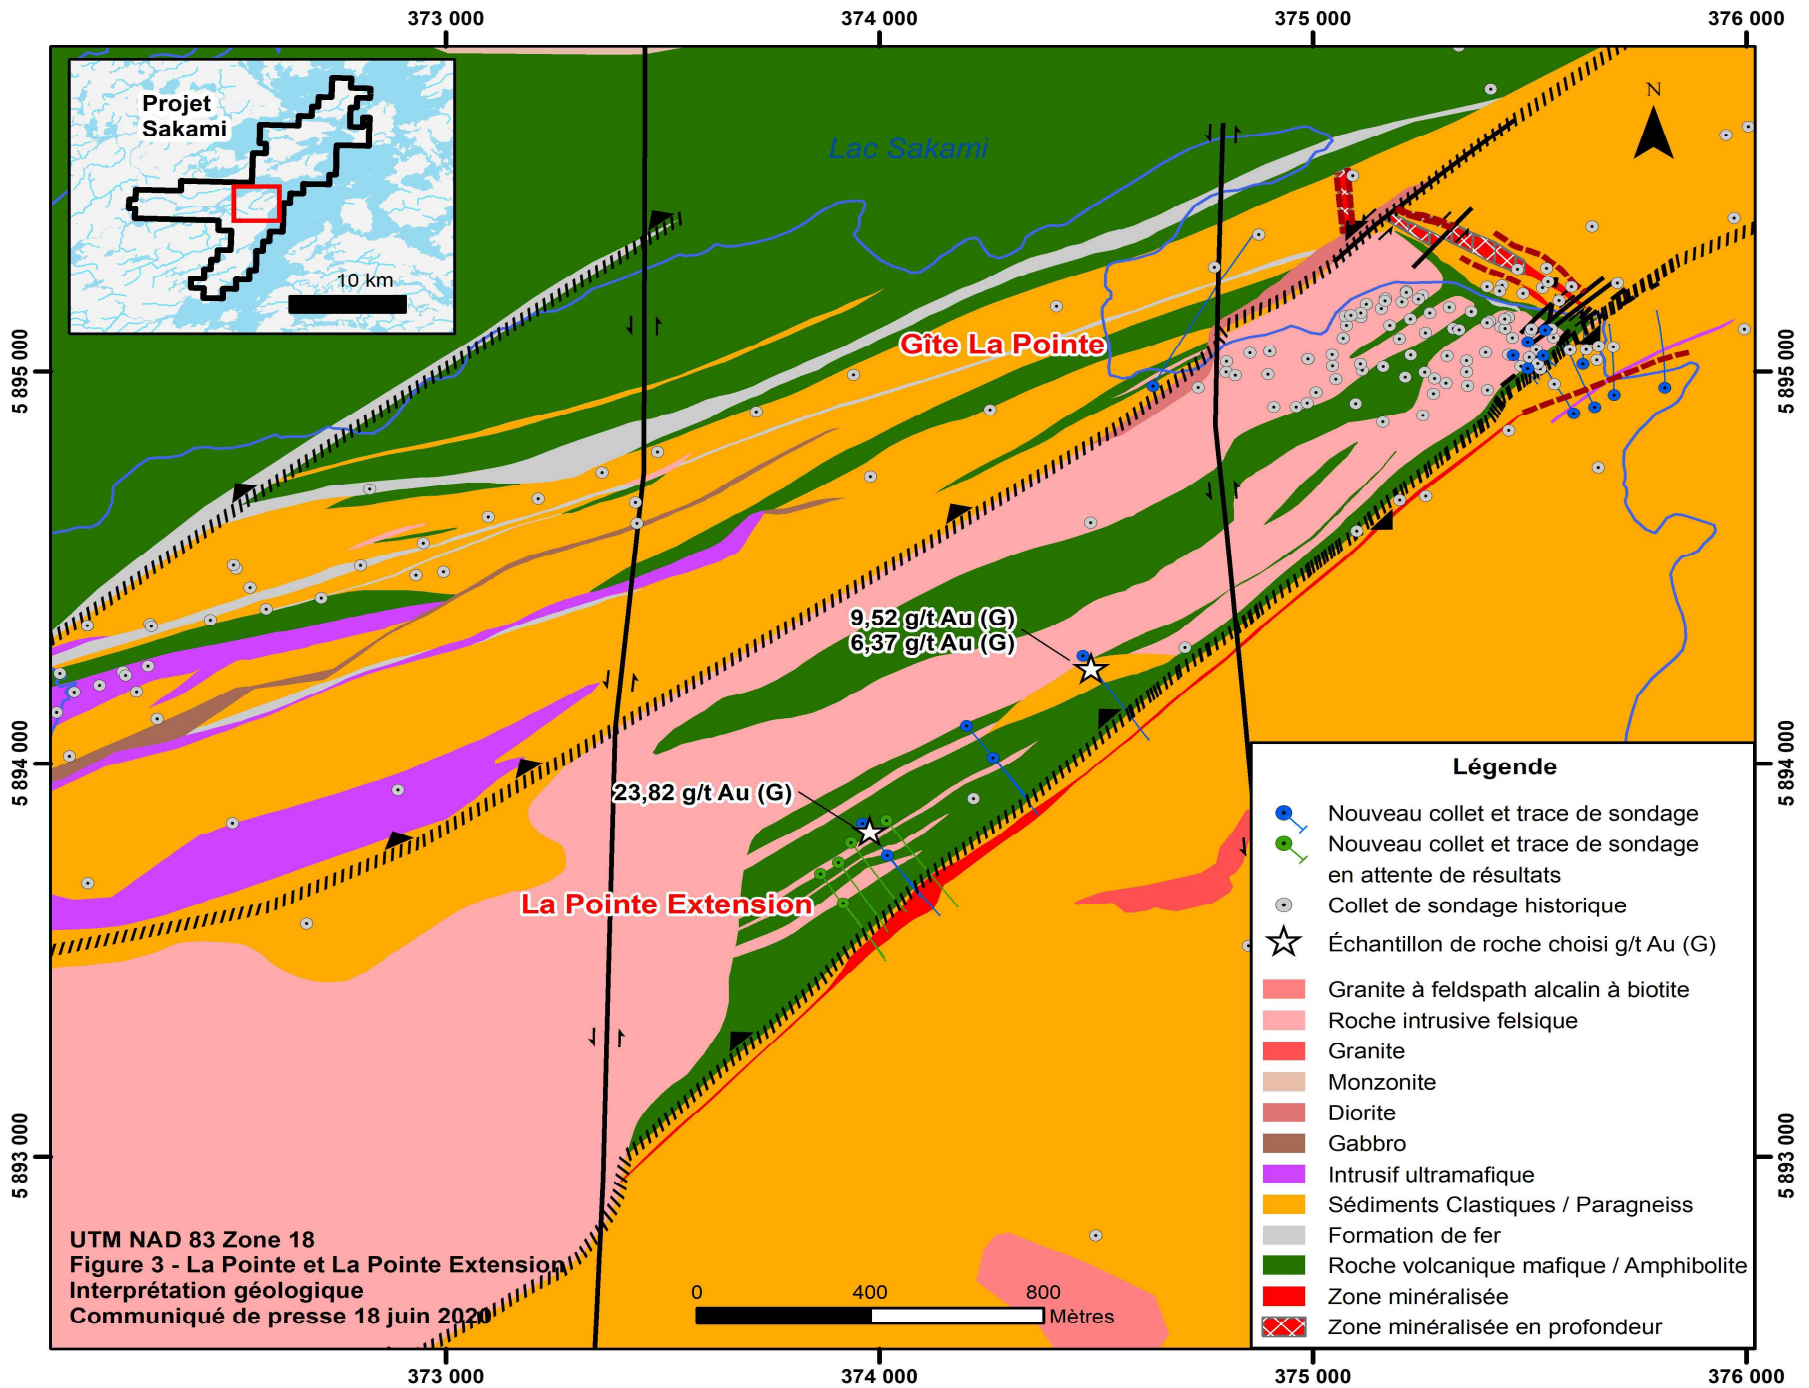 373 000
374 000
375 000
376 000
Projet
Sakami
10 km
Lac Sakami
N
5 895 000
5 895 000
Gîte La Pointe
9,52 g/t Au (G)
6,37 g/t Au (G)
5 894 000
5 894 000
23,82 g/t Au (G)
La Pointe Extension
5 893 000
5 893 000
Légende
Nouveau collet et trace de sondage
Nouveau collet et trace de sondage
en attente de résultats
Collet de sondage historique
Échantillon de roche choisi g/t Au (G)
Granite à feldspath alcalin à biotite
Roche intrusive felsique
Granite
Monzonite
Diorite
Gabbro
Intrusif ultramafique
Sédiments Clastiques / Paragneiss
Formation de fer
Roche volcanique mafique / Amphibolite
Zone minéralisée
Zone minéralisée en profondeur
UTM NAD 83 Zone 18
Figure 3 - La Pointe et La Pointe Extension
Interprétation géologique
Communiqué de presse 18 juin 2020
0 400 800
Mètres
373 000
374 000
375 000
376 000